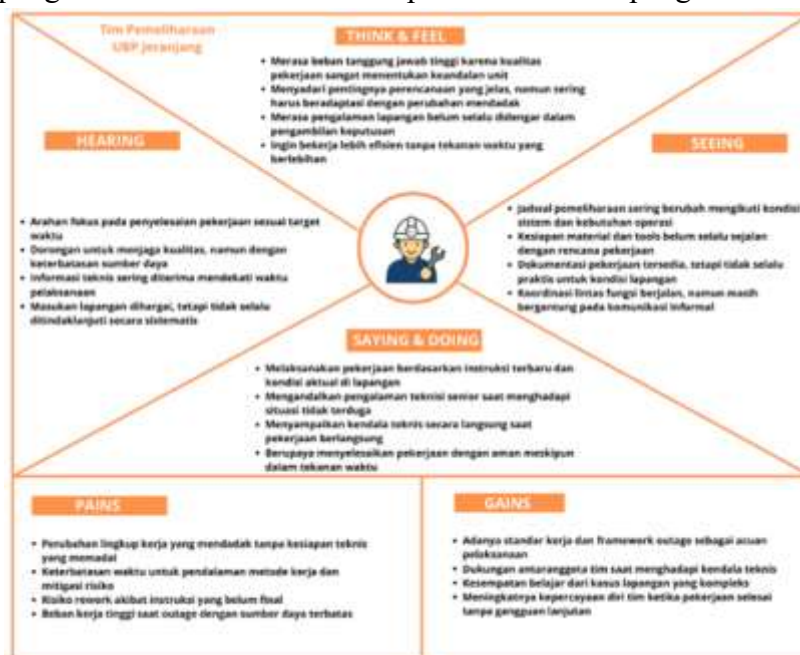 Tim Pemeliharaan
UBP Jeranjang
THINK & FEEL
• Merasa beban tanggung jawab tinggi karena kualitas
pekerjaan sangat menentukan keandalan unit
• Menyadari pentingnya perencanaan yang jelas, namun sering
harus beradaptasi dengan perubahan mendadak
• Merasa pengalaman lapangan belum selalu didengar dalam
pengambilan keputusan
• Ingin bekerja lebih efisien tanpa tekanan waktu yang
berlebihan
HEARING
• Arahan fokus pada penyelesaian pekerjaan sesuai target
waktu
• Dorongan untuk menjaga kualitas, namun dengan
keterbatasan sumber daya
• Informasi teknis sering diterima mendekati waktu
pelaksanaan
• Masukan lapangan dihargai, tetapi tidak selalu
ditindaklanjuti secara sistematis
SEEING
• Jadwal pemeliharaan sering berubah mengikuti kondisi
sistem dan kebutuhan operasi
• Kesiapan material dan tools belum selalu sejalan
dengan rencana pekerjaan
• Dokumentasi pekerjaan tersedia, tetapi tidak selalu
praktis untuk kondisi lapangan
• Koordinasi lintas fungsi berjalan, namun masih
bergantung pada komunikasi informal
SAYING & DOING
• Melaksanakan pekerjaan berdasarkan instruksi terbaru dan
kondisi aktual di lapangan
• Mengandalkan pengalaman teknisi senior saat menghadapi
situasi tidak terduga
• Menyampaikan kendala teknis secara langsung saat
pekerjaan berlangsung
• Berupaya menyelesaikan pekerjaan dengan aman meskipun
dalam tekanan waktu
PAINS
• Perubahan lingkup kerja yang mendadak tanpa kesiapan teknis
yang memadai
• Keterbatasan waktu untuk pendalaman metode kerja dan
mitigasi risiko
• Risiko rework akibat instruksi yang belum final
• Beban kerja tinggi saat outage dengan sumber daya terbatas
GAINS
• Adanya standar kerja dan framework outage sebagai acuan
pelaksanaan
• Dukungan antaranggota tim saat menghadapi kendala teknis
• Kesempatan belajar dari kasus lapangan yang kompleks
• Meningkatnya kepercayaan diri tim ketika pekerjaan selesai
tanpa gangguan lanjutan